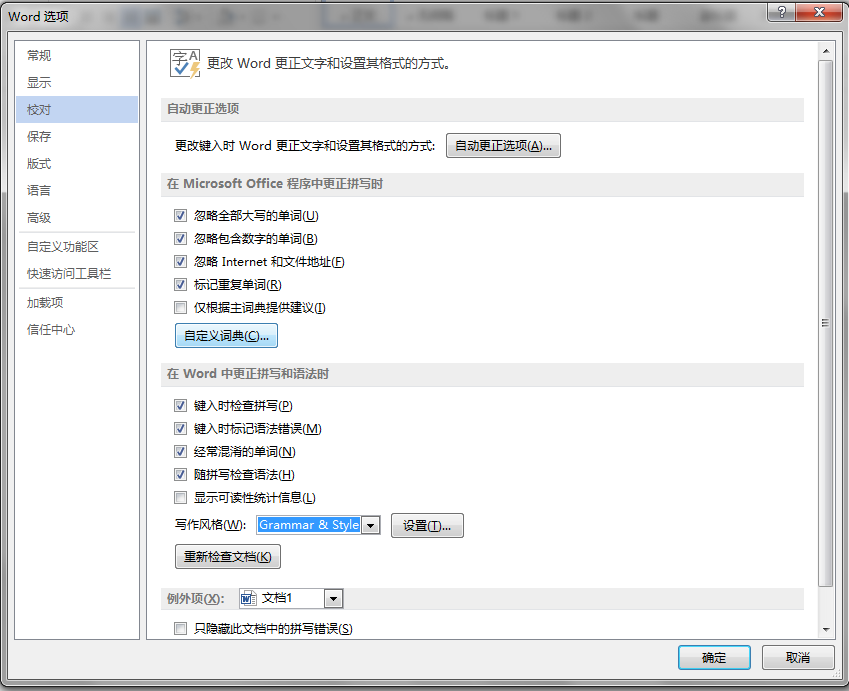 Word 选项
常规
显示
校对
保存
版式
语言
高级
自定义功能区
快速访问工具栏
加载项
信任中心
更改 Word 更正文字和设置其格式的方式。
自动更正选项
更改键入时 Word 更正文字和设置其格式的方式: 自动更正选项(A)...
在 Microsoft Office 程序中更正拼写时
忽略全部大写的单词(U)
忽略包含数字的单词(B)
忽略 Internet 和文件地址(F)
标记重复单词(R)
仅根据主词典提供建议(I)
自定义词典(C)...
在 Word 中更正拼写和语法时
键入时检查拼写(P)
键入时标记语法错误(M)
经常混淆的单词(N)
随拼写检查语法(H)
显示可读性统计信息(L)
写作风格(W): Grammar & Style 设置(T)...
重新检查文档(K)
例外项(X): 文档1
只隐藏此文档中的拼写错误(S)
确定 取消